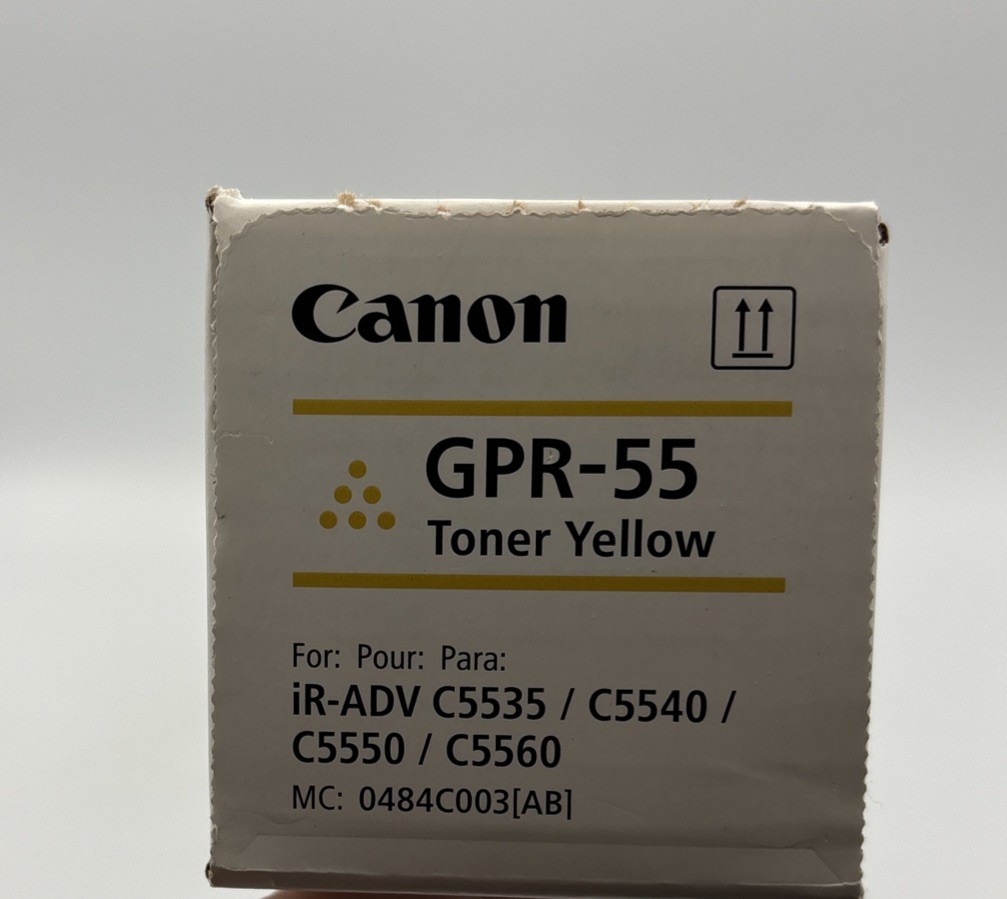 Canon
GPR-55
Toner Yellow
For: Pour: Para:
iR-ADV C5535 / C5540 /
C5550 / C5560
MC: 0484C003[AB]